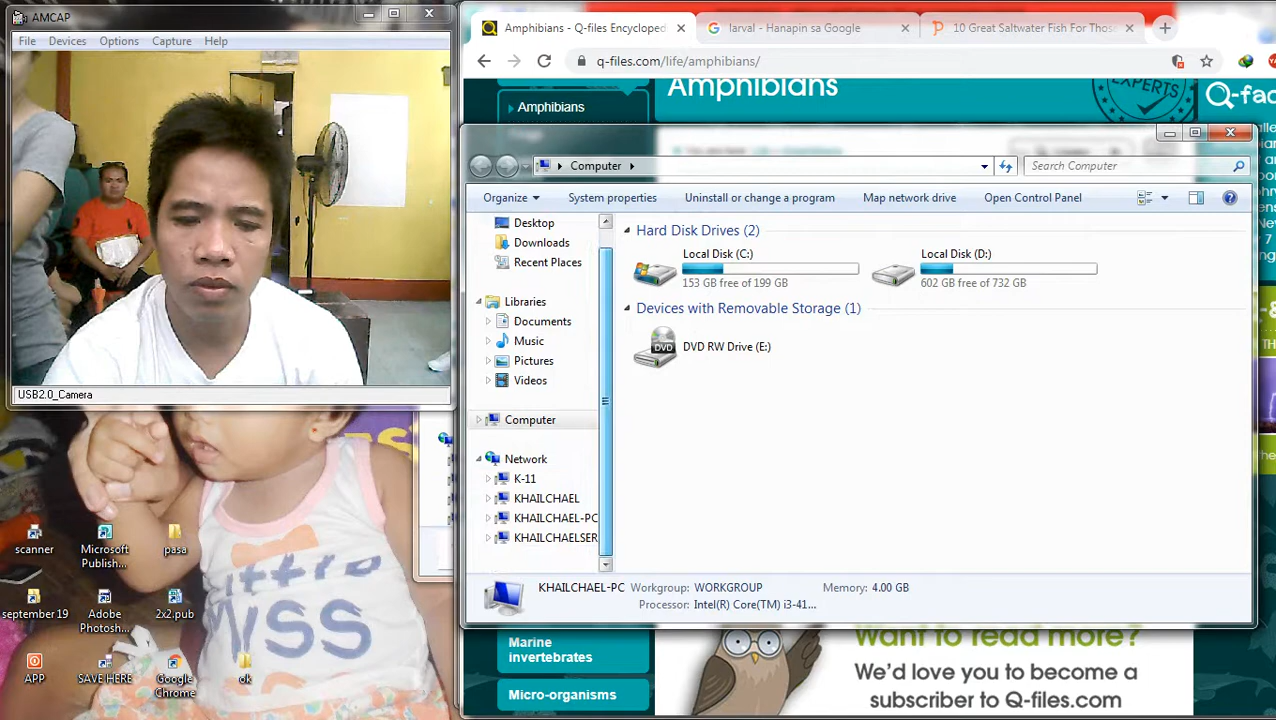 AMCAP
File Devices Options Capture Help
USB2.0_Camera
scanner
Microsoft Publish...
pasa
september 19
Adobe Photosh...
2x2.pub
APP
SAVE HERE
Google Chrome
ok
MISS
Amphibians - Q-files Encycloped
larval - Hanapin sa Google
10 Great Saltwater Fish For Those
q-files.com/life/amphibians/
Amphibians
Amphibians
EXPERTS
Computer
Search Computer
Organize System properties Uninstall or change a program Map network drive Open Control Panel
Desktop
Downloads
Recent Places
Libraries
Documents
Music
Pictures
Videos
Computer
Network
K-11
KHAILCHAEL
KHAILCHAEL-PC
KHAILCHAELSER
Hard Disk Drives (2)
Local Disk (C:)
153 GB free of 199 GB
Local Disk (D:)
602 GB free of 732 GB
Devices with Removable Storage (1)
DVD
DVD RW Drive (E:)
KHAILCHAEL-PC Workgroup: WORKGROUP Memory: 4.00 GB
Processor: Intel(R) Core(TM) i3-41...
Marine
invertebrates
Micro-organisms
Want to read more?
We'd love you to become a
subscriber to Q-files.com